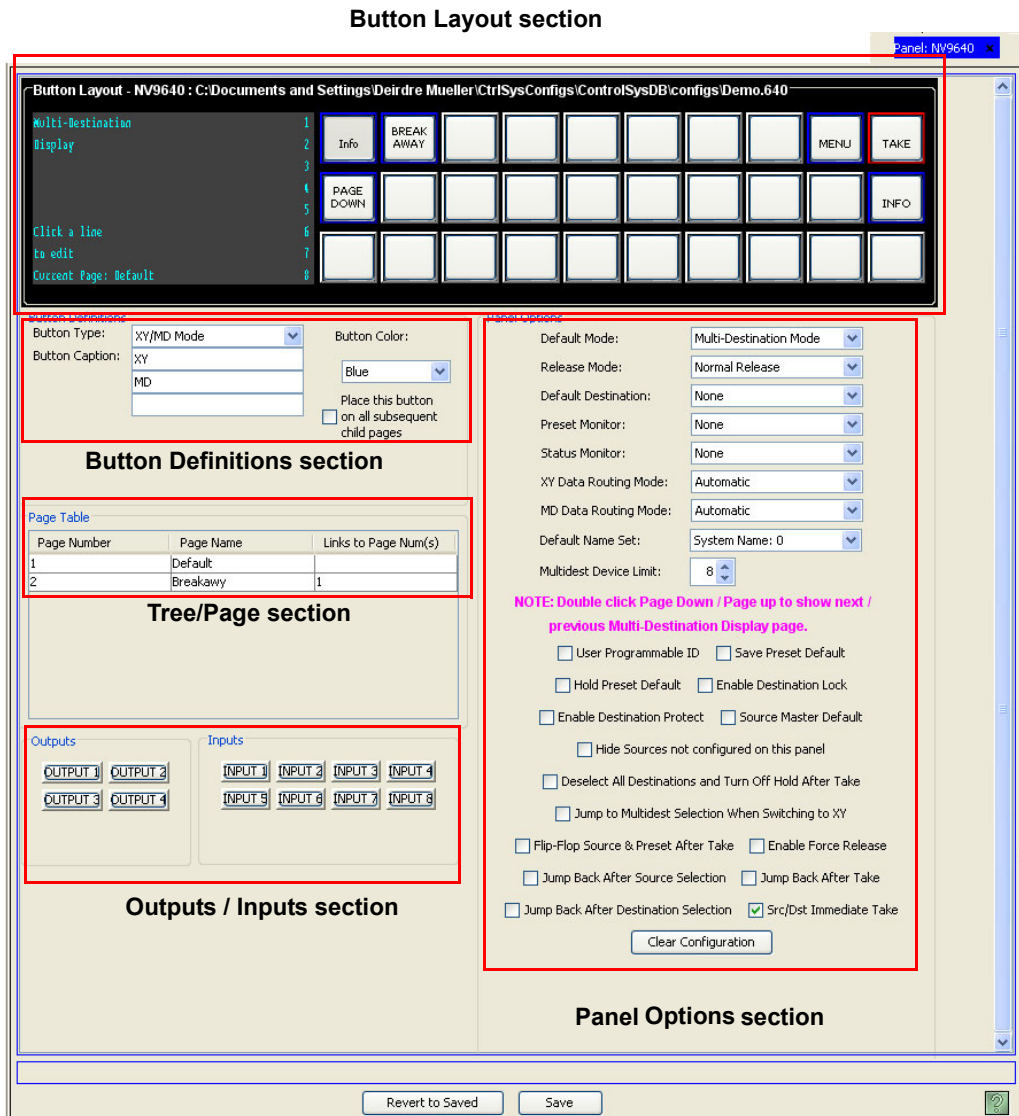 Button Layout section
Panel: NV9640 ×
Button Layout - NV9640 : C:\Documents and Settings\Deirdre Mueller\CtrlSysConfigs\ControlSysDB\configs\Demo.640
Multi-Destination 1
Display 2
3
4
5
Click a line 6
to edit 7
Current Page: Default 8
Info
BREAK
AWAY
MENU
TAKE
PAGE
DOWN
INFO
Button Definitions
Button Type: XY/MD Mode
Button Caption: XY
MD
Button Color:
Blue
Place this button
on all subsequent
child pages
Button Definitions section
Page Table
Page Number Page Name Links to Page Num(s)
1 Default
2 Breakawy 1
Tree/Page section
Outputs
OUTPUT 1 OUTPUT 2
OUTPUT 3 OUTPUT 4
Inputs
INPUT 1 INPUT 2 INPUT 3 INPUT 4
INPUT 5 INPUT 6 INPUT 7 INPUT 8
Outputs / Inputs section
Panel Options
Default Mode: Multi-Destination Mode
Release Mode: Normal Release
Default Destination: None
Preset Monitor: None
Status Monitor: None
XY Data Routing Mode: Automatic
MD Data Routing Mode: Automatic
Default Name Set: System Name: 0
Multidest Device Limit: 8
NOTE: Double click Page Down / Page up to show next /
previous Multi-Destination Display page.
User Programmable ID Save Preset Default
Hold Preset Default Enable Destination Lock
Enable Destination Protect Source Master Default
Hide Sources not configured on this panel
Deselect All Destinations and Turn Off Hold After Take
Jump to Multidest Selection When Switching to XY
Flip-Flop Source & Preset After Take Enable Force Release
Jump Back After Source Selection Jump Back After Take
Jump Back After Destination Selection Src/Dst Immediate Take
Clear Configuration
Panel Options section
Revert to Saved Save ?